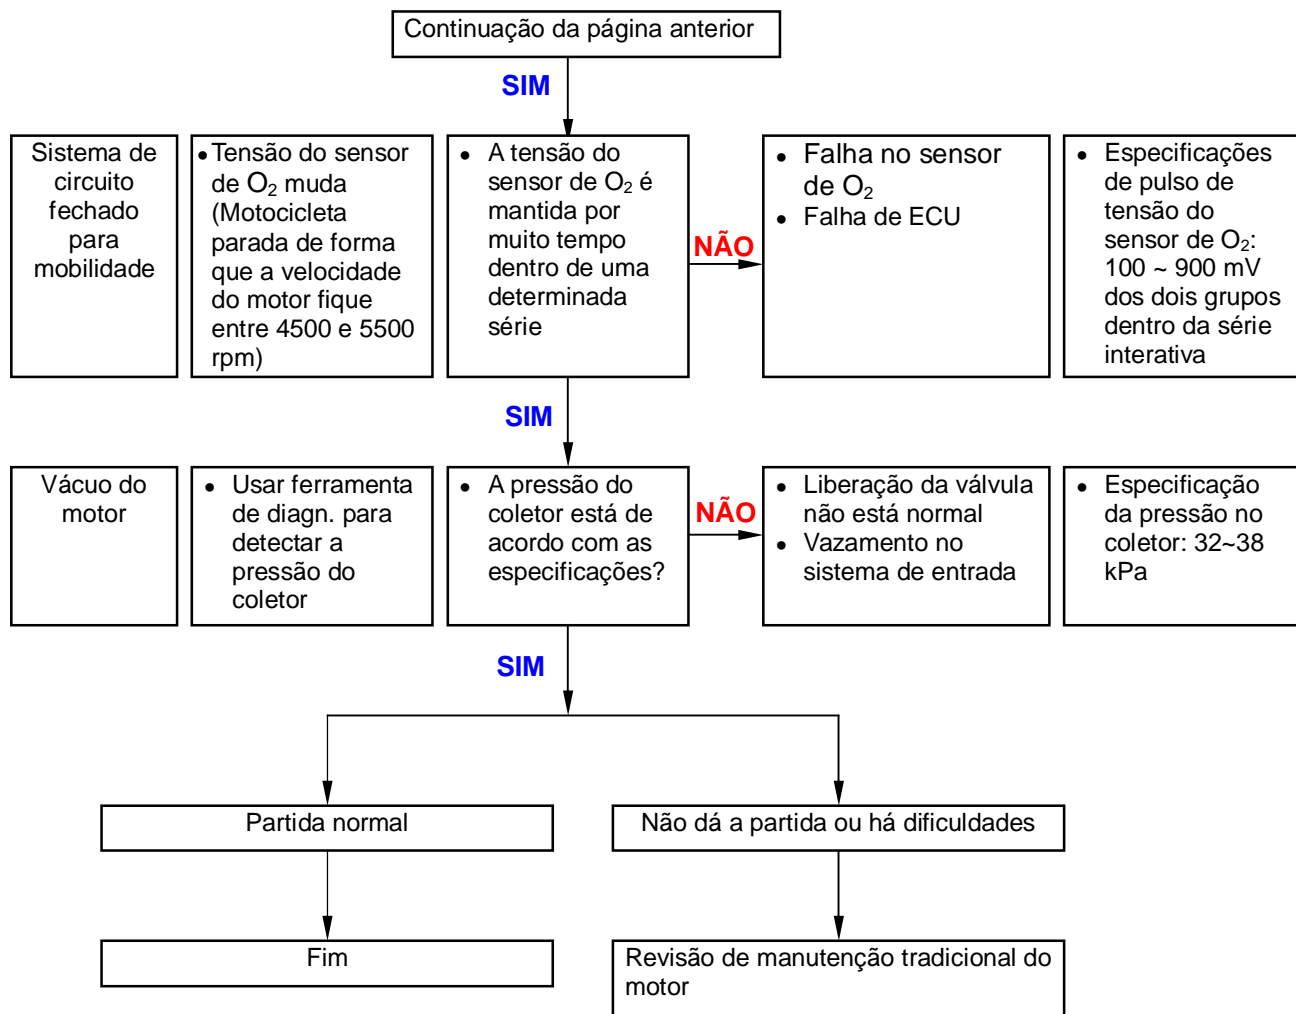 Continuação da página anterior
SIM
Sistema de
circuito
fechado
para
mobilidade
• Tensão do sensor
de O₂ muda
(Motocicleta
parada de forma
que a velocidade
do motor fique
entre 4500 e 5500
rpm)
• A tensão do
sensor de O₂ é
mantida por
muito tempo
dentro de uma
determinada
série
NÃO
• Falha no sensor
de O₂
• Falha de ECU
• Especificações
de pulso de
tensão do
sensor de O₂:
100 ~ 900 mV
dos dois grupos
dentro da série
interativa
SIM
Vácuo do
motor
• Usar ferramenta
de diagn. para
detectar a
pressão do
coletor
• A pressão do
coletor está de
acordo com as
especificações?
NÃO
• Liberação da válvula
não está normal
• Vazamento no
sistema de entrada
• Especificação
da pressão no
coletor: 32~38
kPa
SIM
Partida normal
Não dá a partida ou há dificuldades
Fim
Revisão de manutenção tradicional do
motor